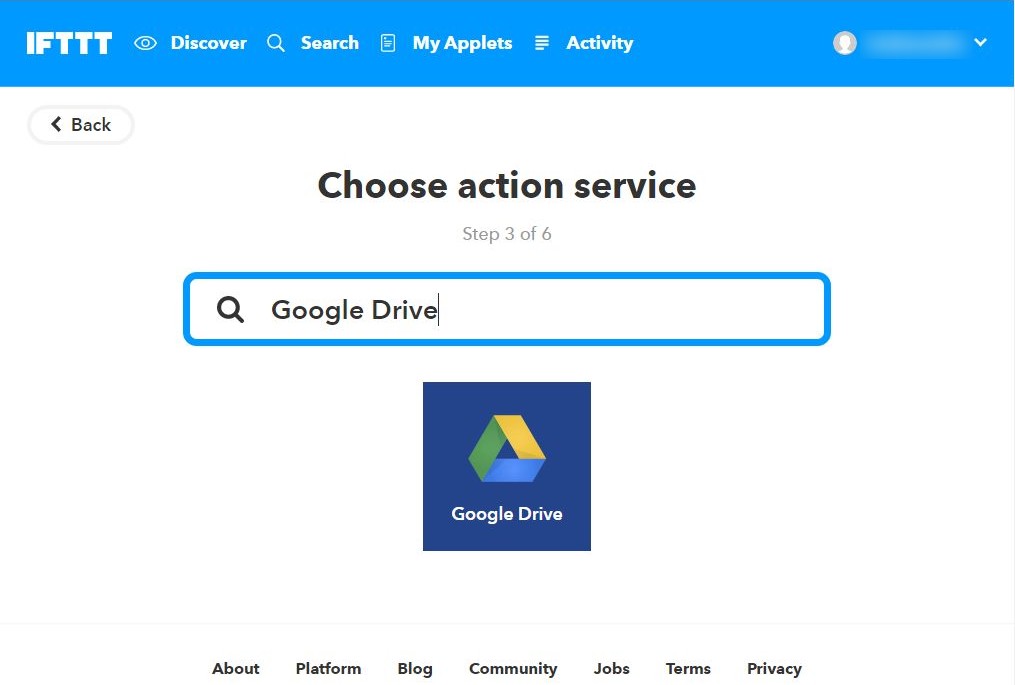 IFTTT Discover Search My Applets Activity
Back
Choose action service
Step 3 of 6
Google Drive
Google Drive
About Platform Blog Community Jobs Terms Privacy